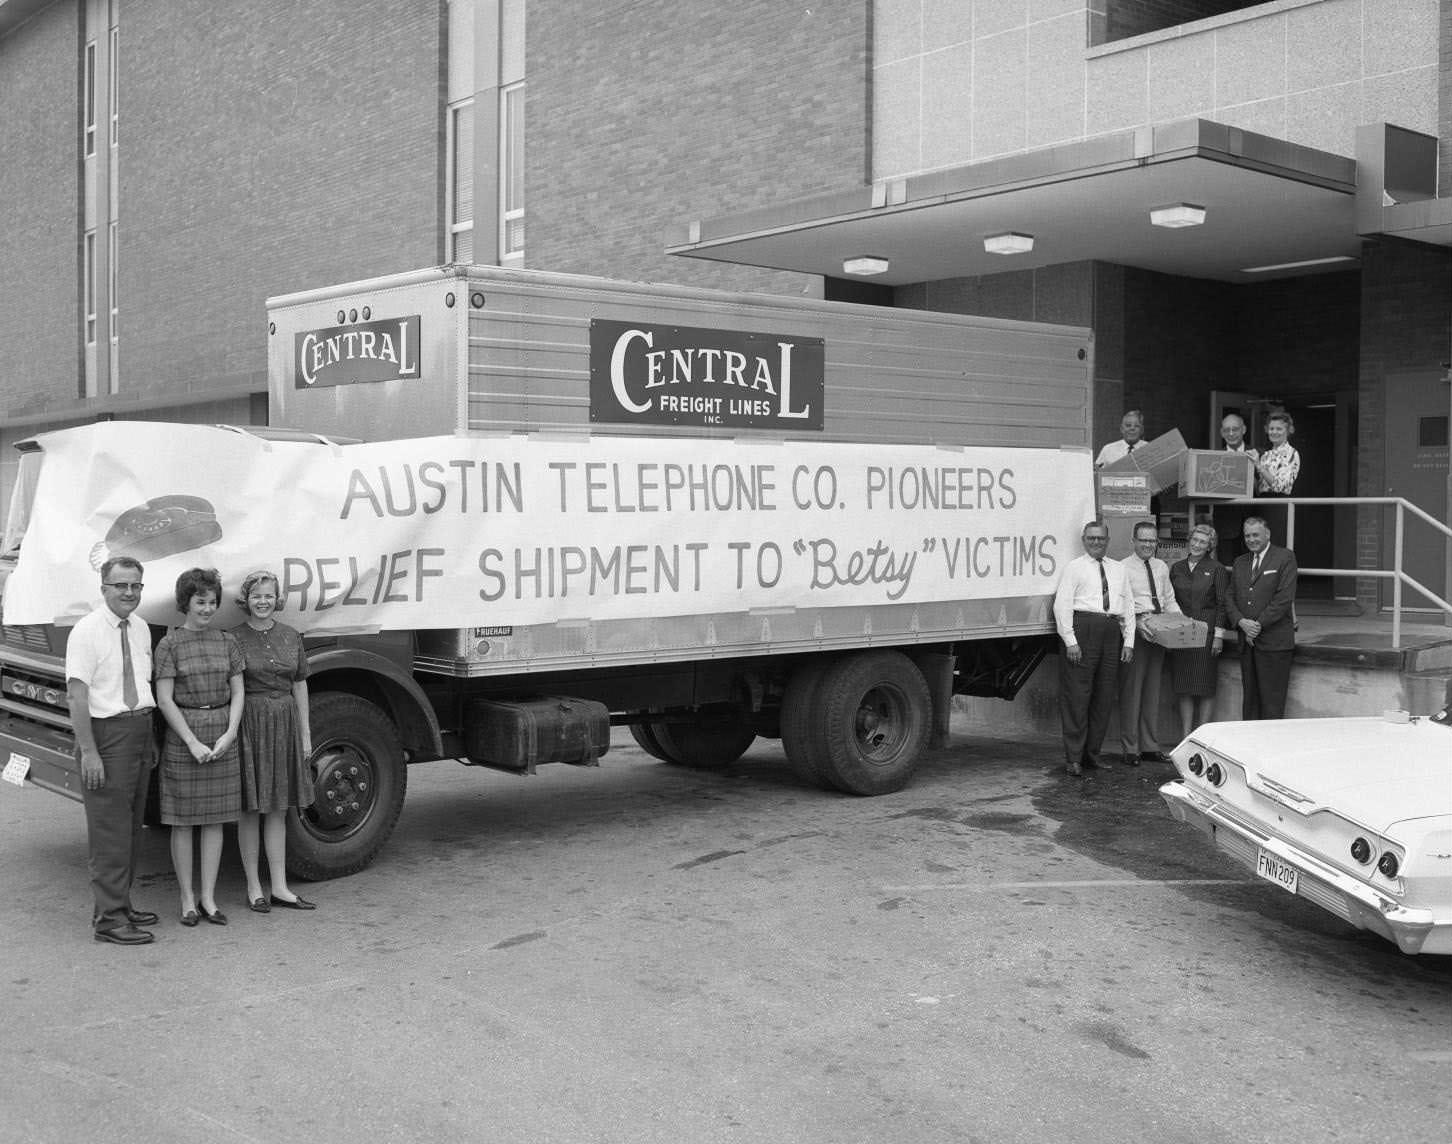 CENTRAL
CENTRAL
FREIGHT LINES
INC.
AUSTIN TELEPHONE CO. PIONEERS
RELIEF SHIPMENT TO "Betsy" VICTIMS
FRUEHAUF
GMC
FNN 209